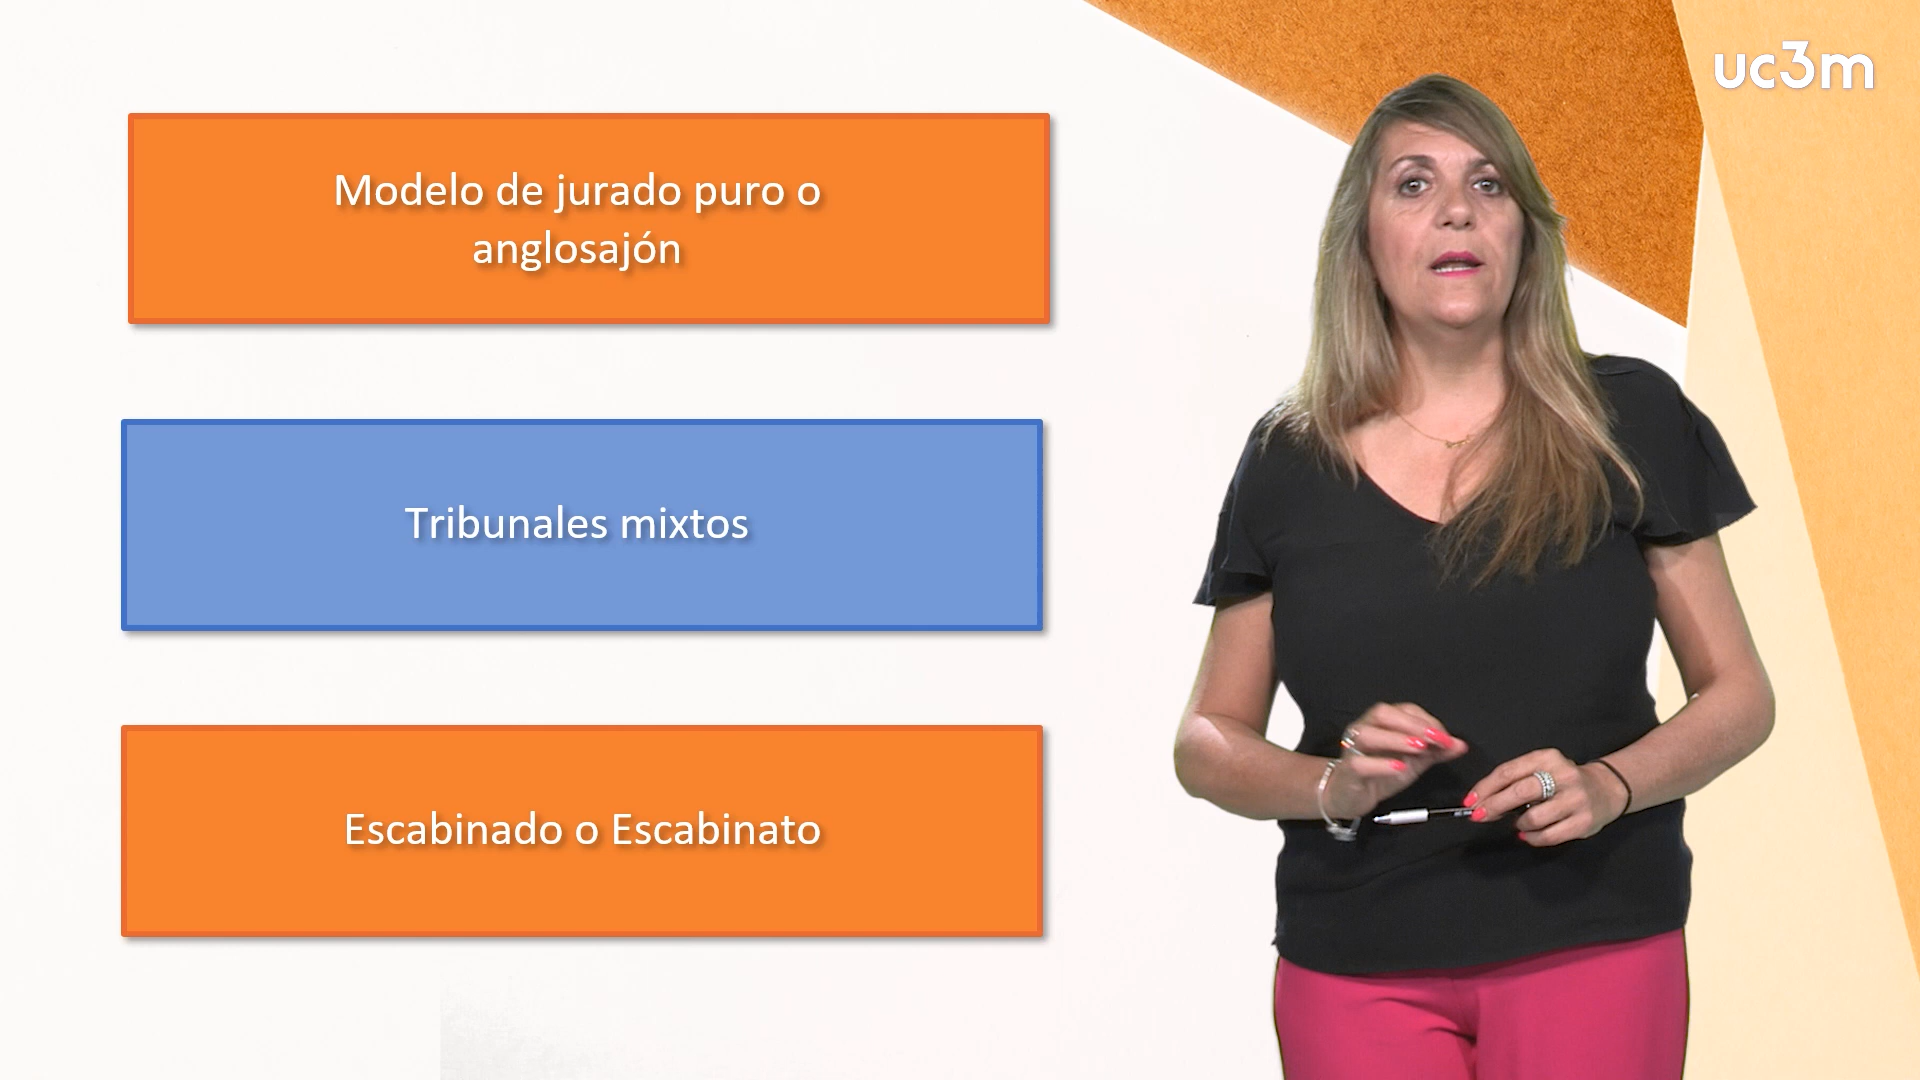 uc3m
Modelo de jurado puro o
anglosajón
Tribunales mixtos
Escabinado o Escabinato